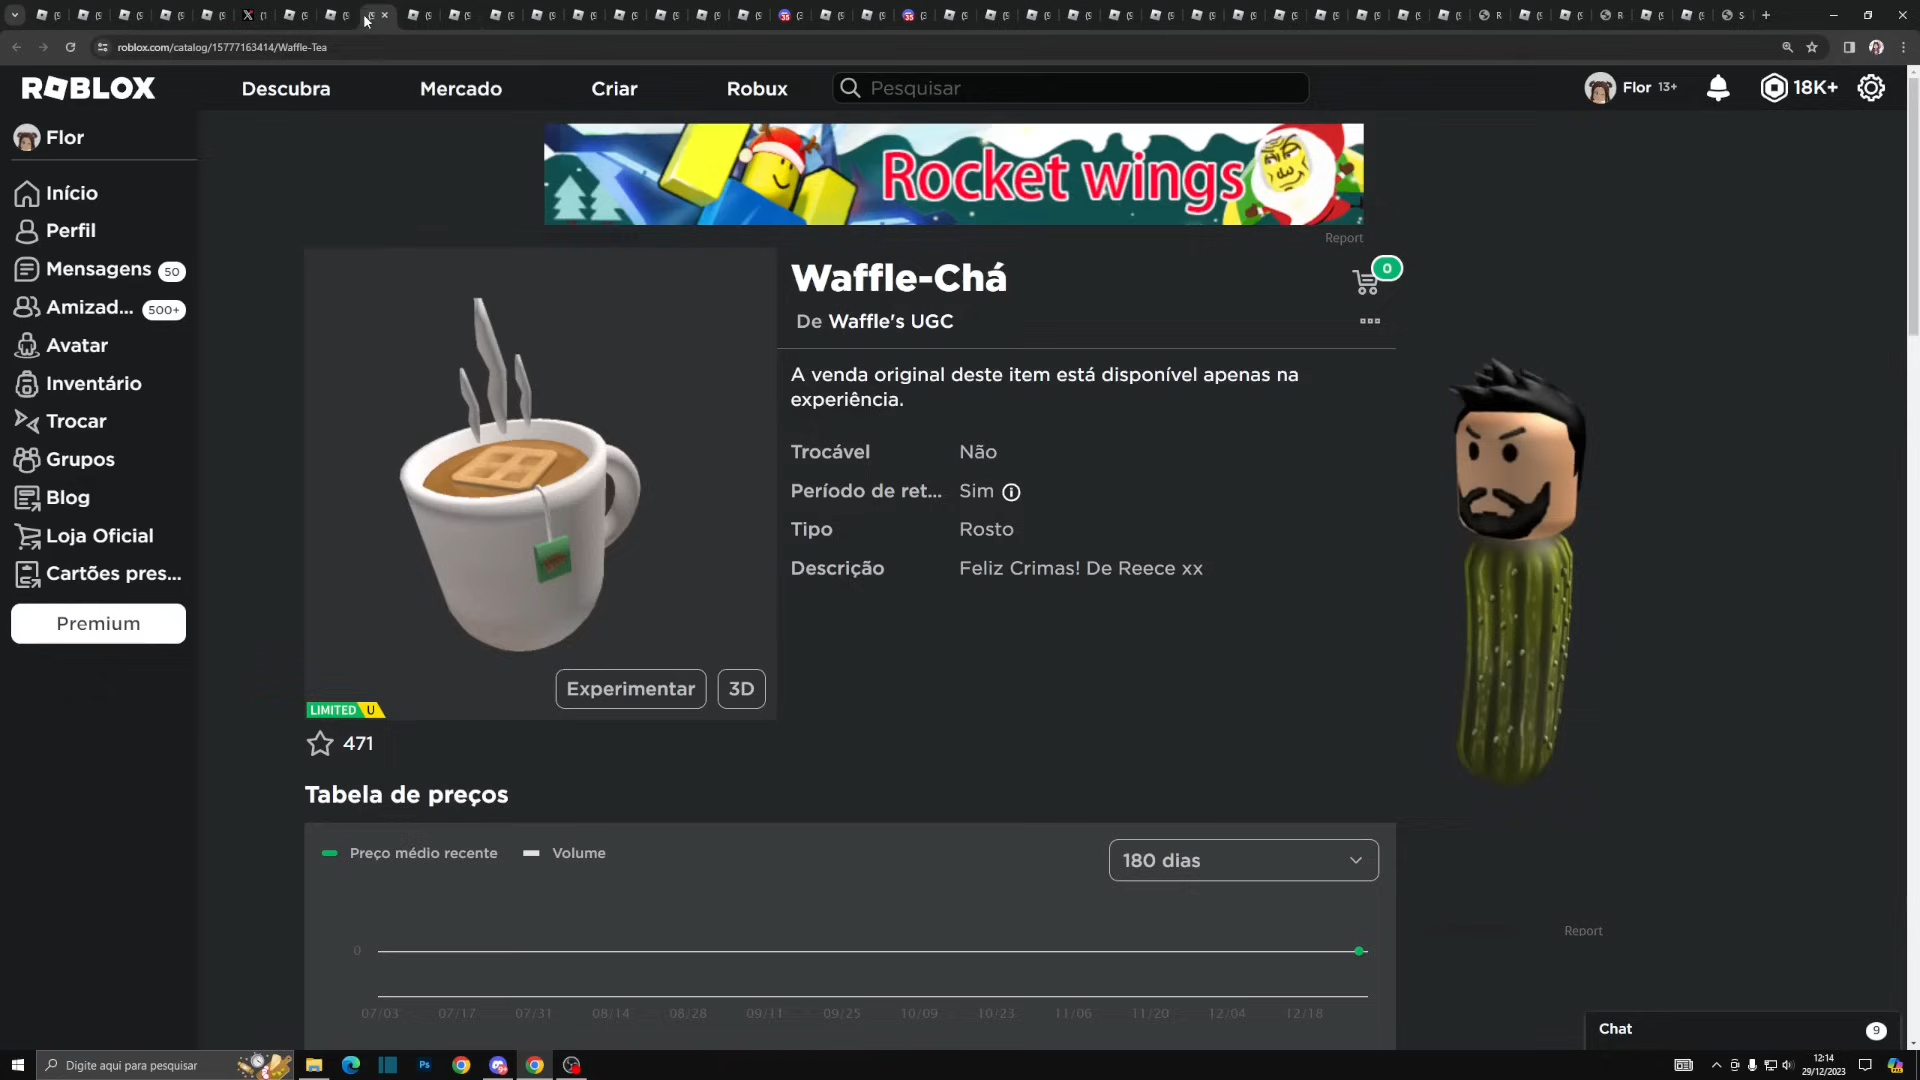 roblox.com/catalog/15777163414/Waffle-Tea
ROBLOX
Descubra
Mercado
Criar
Robux
Pesquisar
Flor 13+
18K+
Flor
Início
Perfil
Mensagens 50
Amizad... 500+
Avatar
Inventário
Trocar
Grupos
Blog
Loja Oficial
Cartões pres...
Premium
Rocket wings
Report
Waffle-Chá
0
De Waffle's UGC
A venda original deste item está disponível apenas na
experiência.
Trocável Não
Período de ret... Sim
Tipo Rosto
Descrição Feliz Crimas! De Reece xx
Experimentar
3D
LIMITED U
471
Tabela de preços
Preço médio recente
Volume
180 dias
0
07/03 07/17 07/31 08/14 08/28 09/11 09/25 10/09 10/23 11/06 11/20 12/04 12/18
Report
Chat 9
Digite aqui para pesquisar
Ps
12:14
29/12/2023